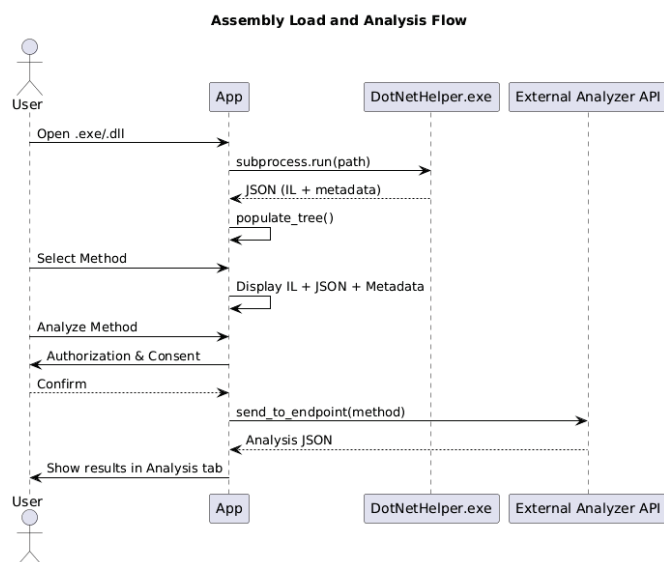 Assembly Load and Analysis Flow
User
App
DotNetHelper.exe
External Analyzer API
Open .exe/.dll
subprocess.run(path)
JSON (IL + metadata)
populate_tree()
Select Method
Display IL + JSON + Metadata
Analyze Method
Authorization & Consent
Confirm
send_to_endpoint(method)
Analysis JSON
Show results in Analysis tab
User
App
DotNetHelper.exe
External Analyzer API